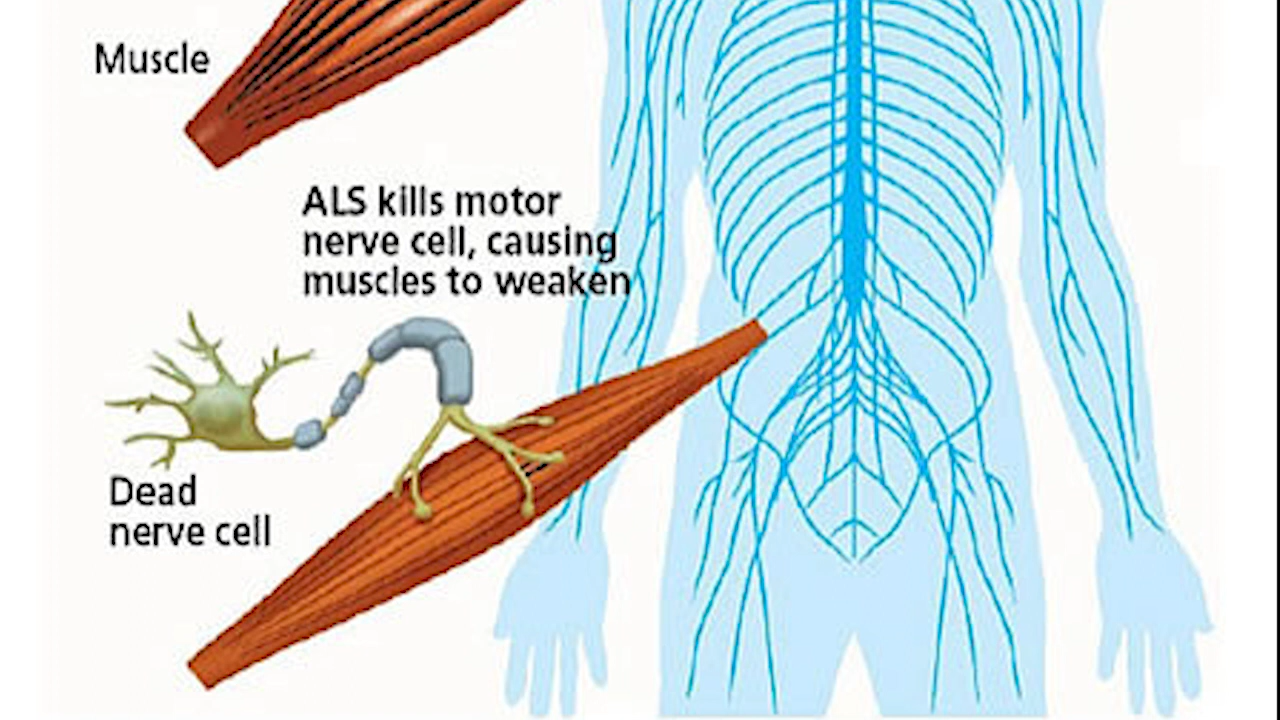 Muscle
ALS kills motor
nerve cell, causing
muscles to weaken
Dead
nerve cell